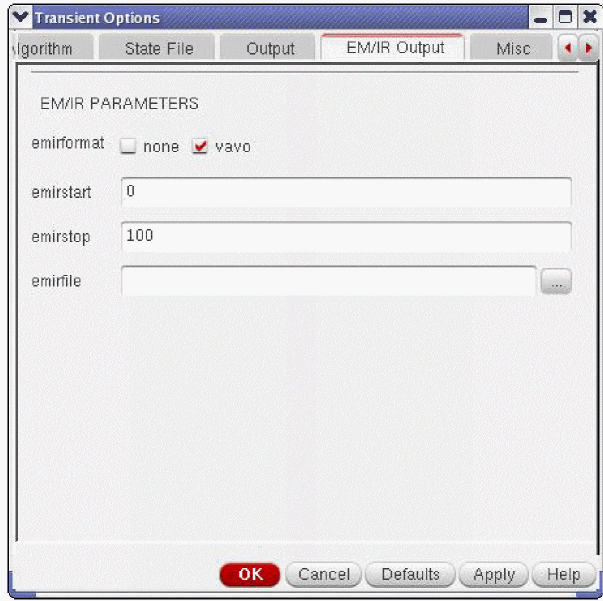 Transient Options
lgorithm State File Output EM/IR Output Misc
EM/IR PARAMETERS
emirformat none vavo
emirstart 0
emirstop 100
emirfile ...
OK Cancel Defaults Apply Help